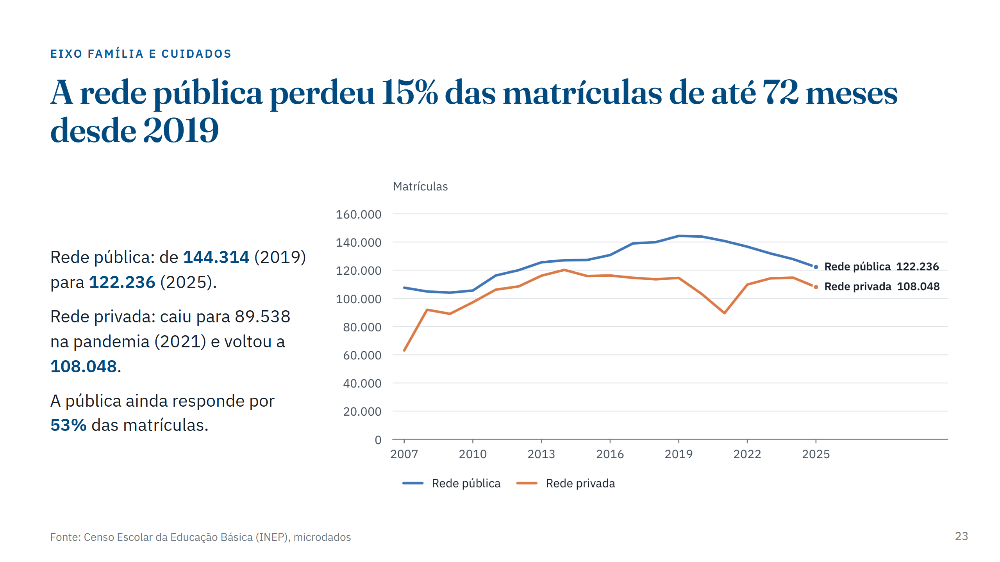 EIXO FAMÍLIA E CUIDADOS
A rede pública perdeu 15% das matrículas de até 72 meses
desde 2019
Rede pública: de 144.314 (2019)
para 122.236 (2025).
Rede privada: caiu para 89.538
na pandemia (2021) e voltou a
108.048.
A pública ainda responde por
53% das matrículas.
Matrículas
160.000
140.000
120.000
100.000
80.000
60.000
40.000
20.000
0
2007 2010 2013 2016 2019 2022 2025
Rede pública 122.236
Rede privada 108.048
Rede pública Rede privada
Fonte: Censo Escolar da Educação Básica (INEP), microdados
23